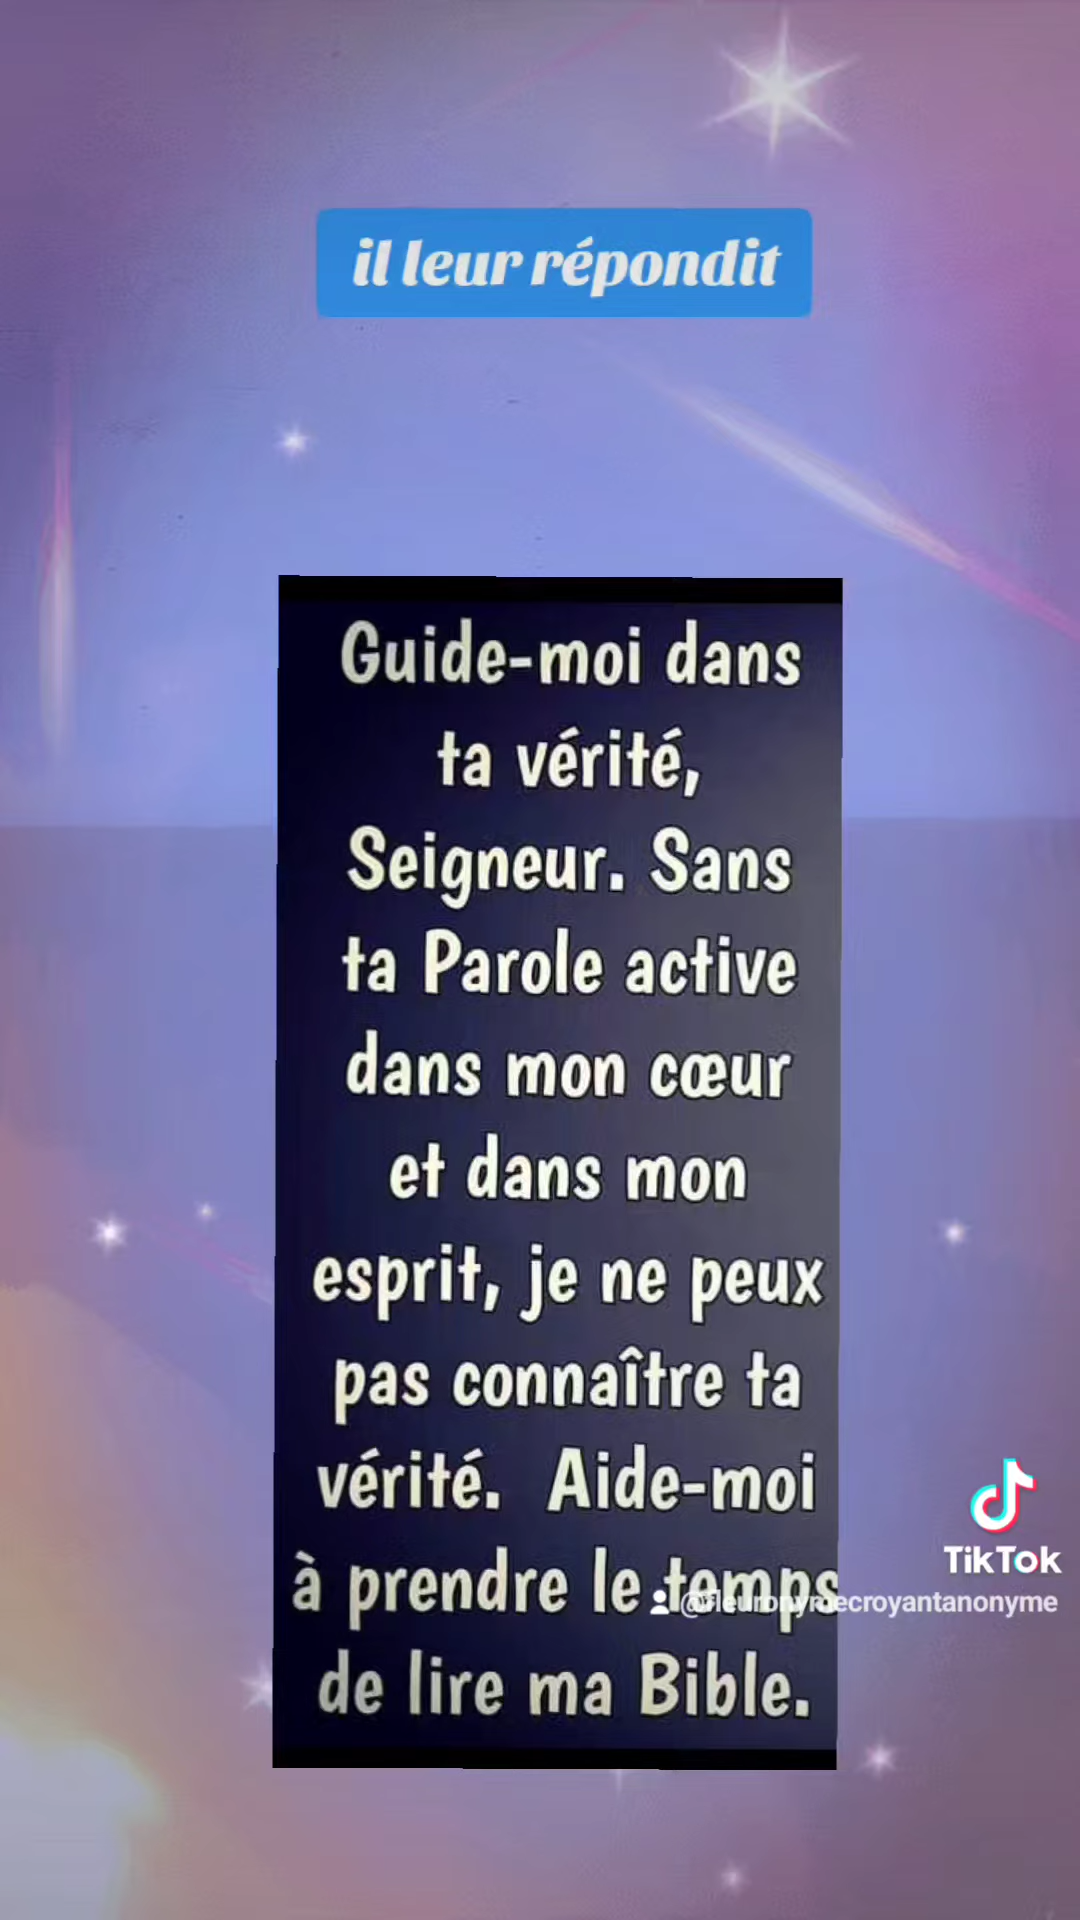 il leur répondit
Guide-moi dans
ta vérité,
Seigneur. Sans
ta Parole active
dans mon cœur
et dans mon
esprit, je ne peux
pas connaître ta
vérité. Aide-moi
à prendre le temps
de lire ma Bible.
TikTok
@fleuronymecroyantanonyme